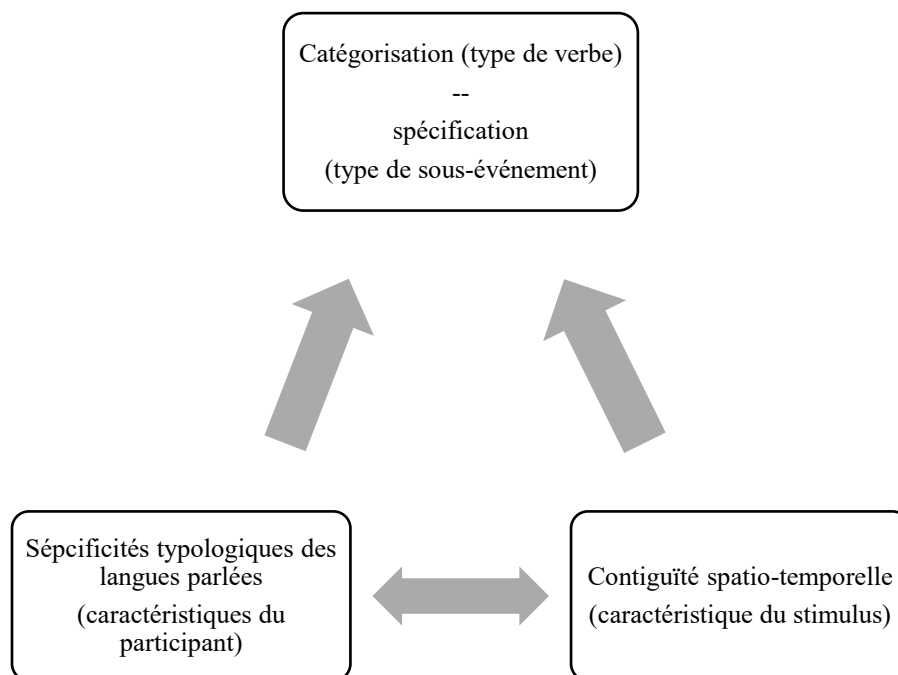 Catégorisation (type de verbe)
--
spécification
(type de sous-événement)
Sépcificités typologiques des
langues parlées
(caractéristiques du
participant)
Contiguïté spatio-temporelle
(caractéristique du stimulus)